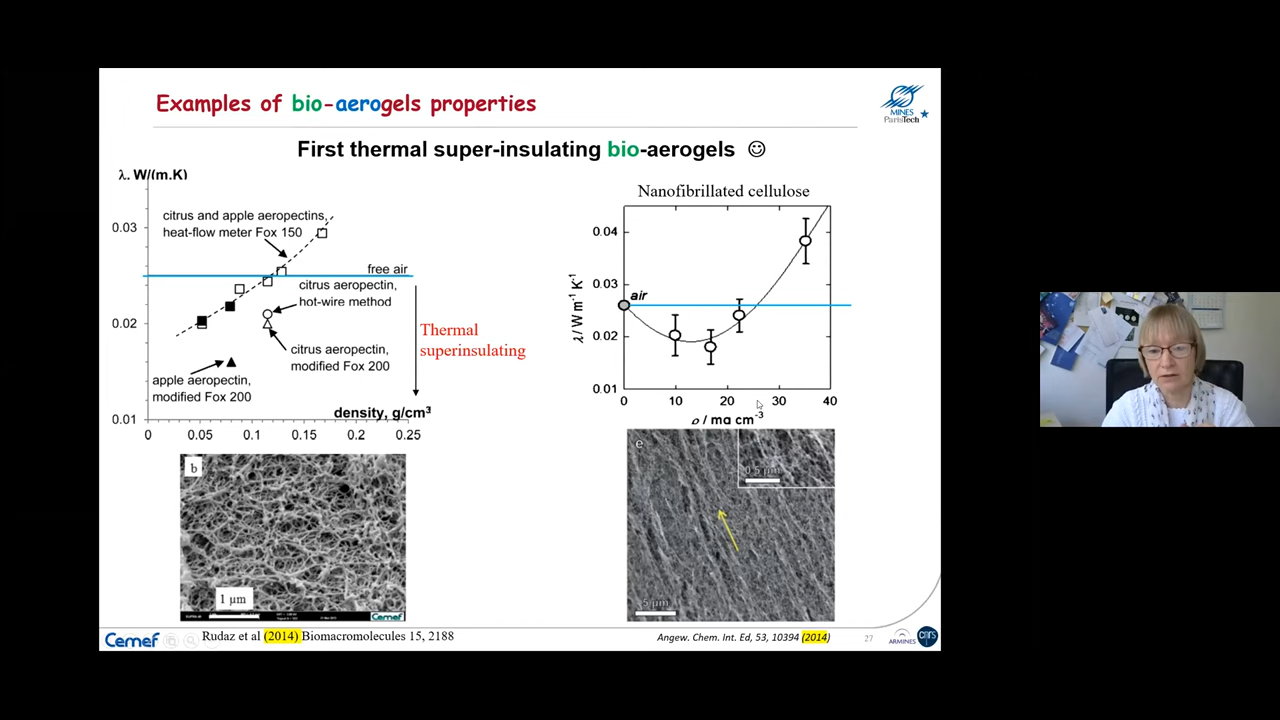 Examples of bio-aerogels properties
MINES
ParisTech
First thermal super-insulating bio-aerogels ☺
λ, W/(m.K)
0.03
0.02
0.01
0
0.05
0.1
0.15
0.2
0.25
citrus and apple aeropectins,
heat-flow meter Fox 150
free air
citrus aeropectin,
hot-wire method
citrus aeropectin,
modified Fox 200
apple aeropectin,
modified Fox 200
density, g/cm³
Thermal
superinsulating
Nanofibrillated cellulose
λ / W m⁻¹ K⁻¹
0.04
0.03
0.02
0.01
air
0
10
20
30
40
ρ / mg cm⁻³
b
1 µm
Cemef
e
0.5 µm
5 µm
Cemef
Rudaz et al (2014) Biomacromolecules 15, 2188
Angew. Chem. Int. Ed, 53, 10394 (2014)
27
ARMINES
cnrs